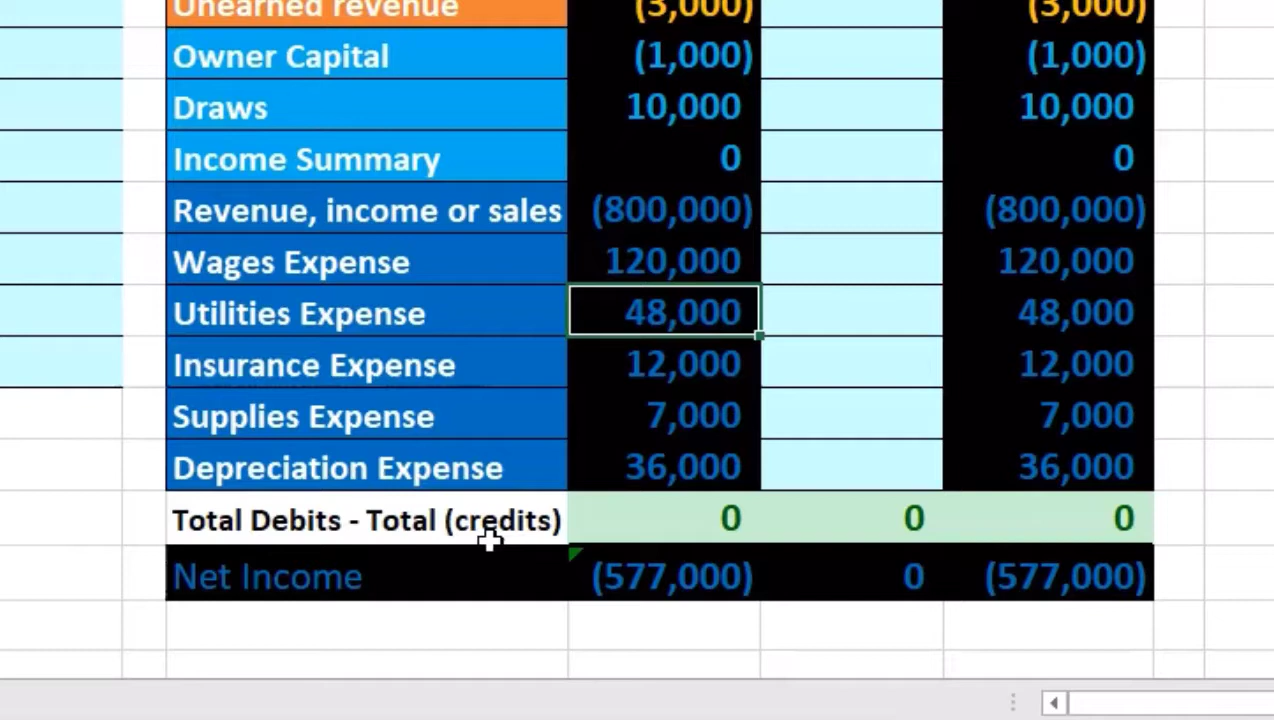 Unearned revenue (3,000) (3,000)
Owner Capital (1,000) (1,000)
Draws 10,000 10,000
Income Summary 0 0
Revenue, income or sales (800,000) (800,000)
Wages Expense 120,000 120,000
Utilities Expense 48,000 48,000
Insurance Expense 12,000 12,000
Supplies Expense 7,000 7,000
Depreciation Expense 36,000 36,000
Total Debits - Total (credits) 0 0 0
Net Income (577,000) 0 (577,000)